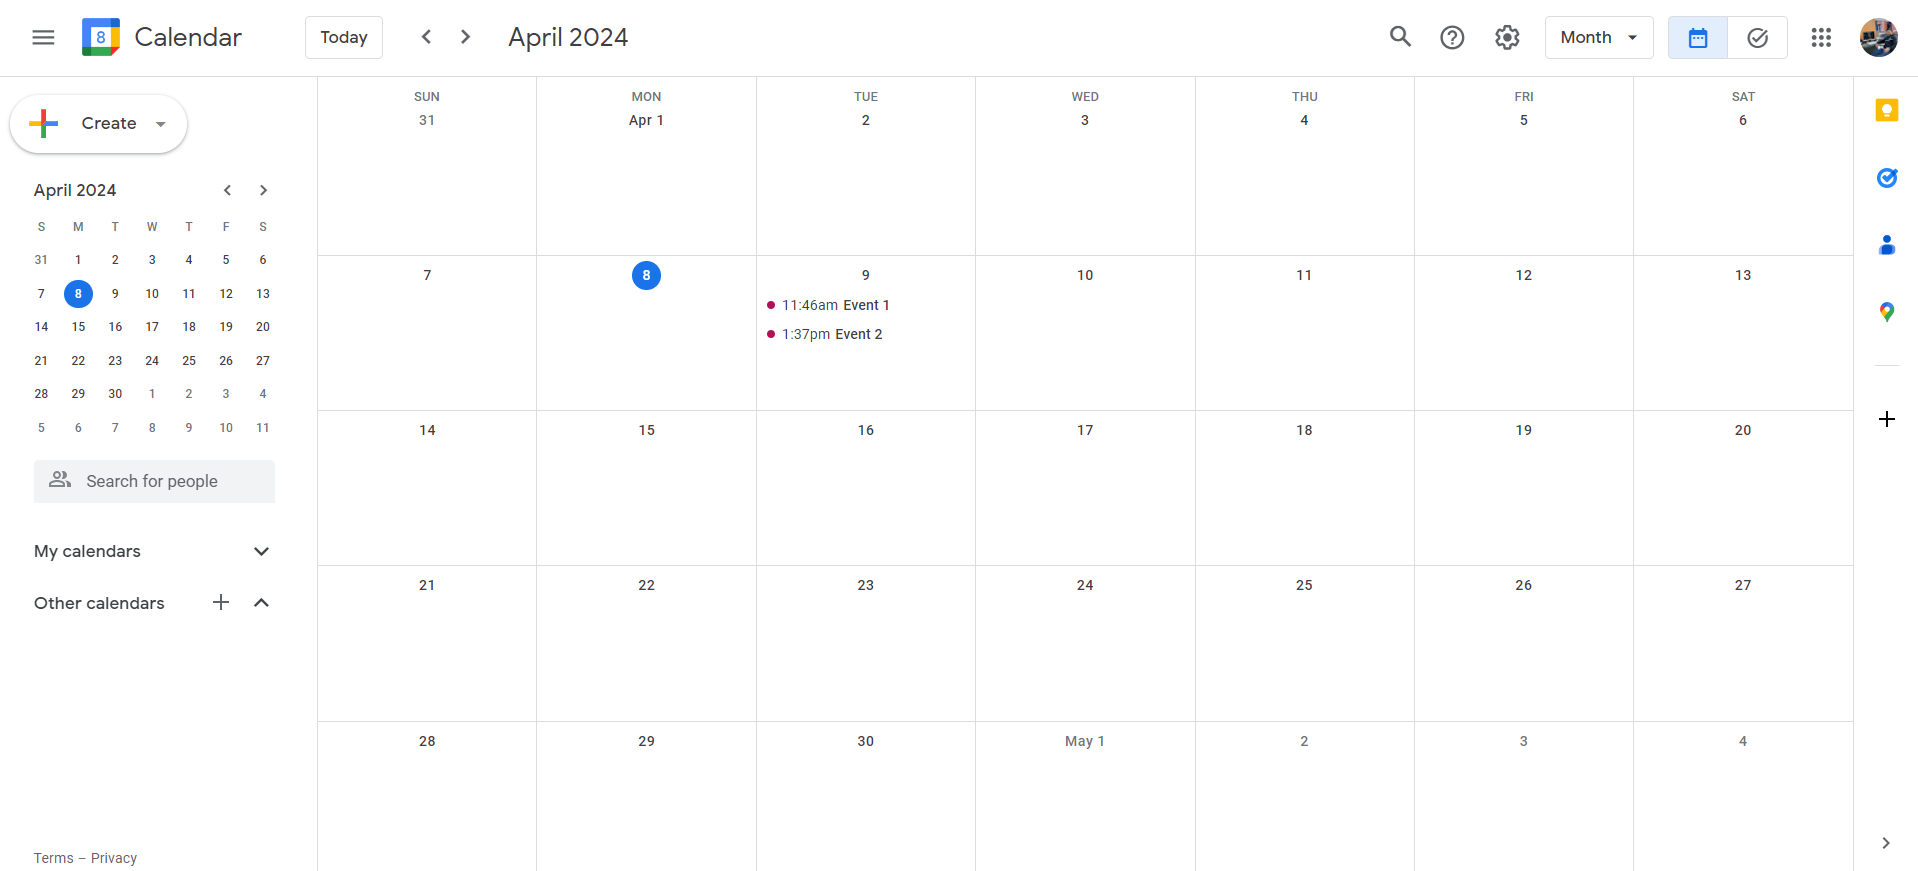 8 Calendar Today April 2024 Month
Create
April 2024
S M T W T F S
31 1 2 3 4 5 6
7 8 9 10 11 12 13
14 15 16 17 18 19 20
21 22 23 24 25 26 27
28 29 30 1 2 3 4
5 6 7 8 9 10 11
Search for people
My calendars
Other calendars
Terms – Privacy
SUN MON TUE WED THU FRI SAT
31 Apr 1 2 3 4 5 6
7 8 9 10 11 12 13
11:46am Event 1
1:37pm Event 2
14 15 16 17 18 19 20
21 22 23 24 25 26 27
28 29 30 May 1 2 3 4